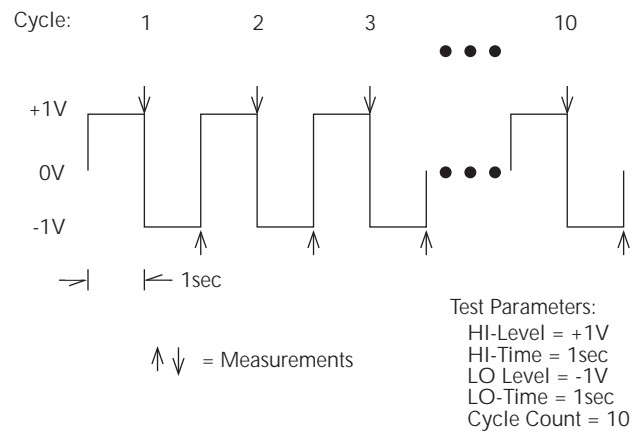 Cycle: 1 2 3 10
+1V
0V
-1V
1sec
= Measurements
Test Parameters:
HI-Level = +1V
HI-Time = 1sec
LO Level = -1V
LO-Time = 1sec
Cycle Count = 10